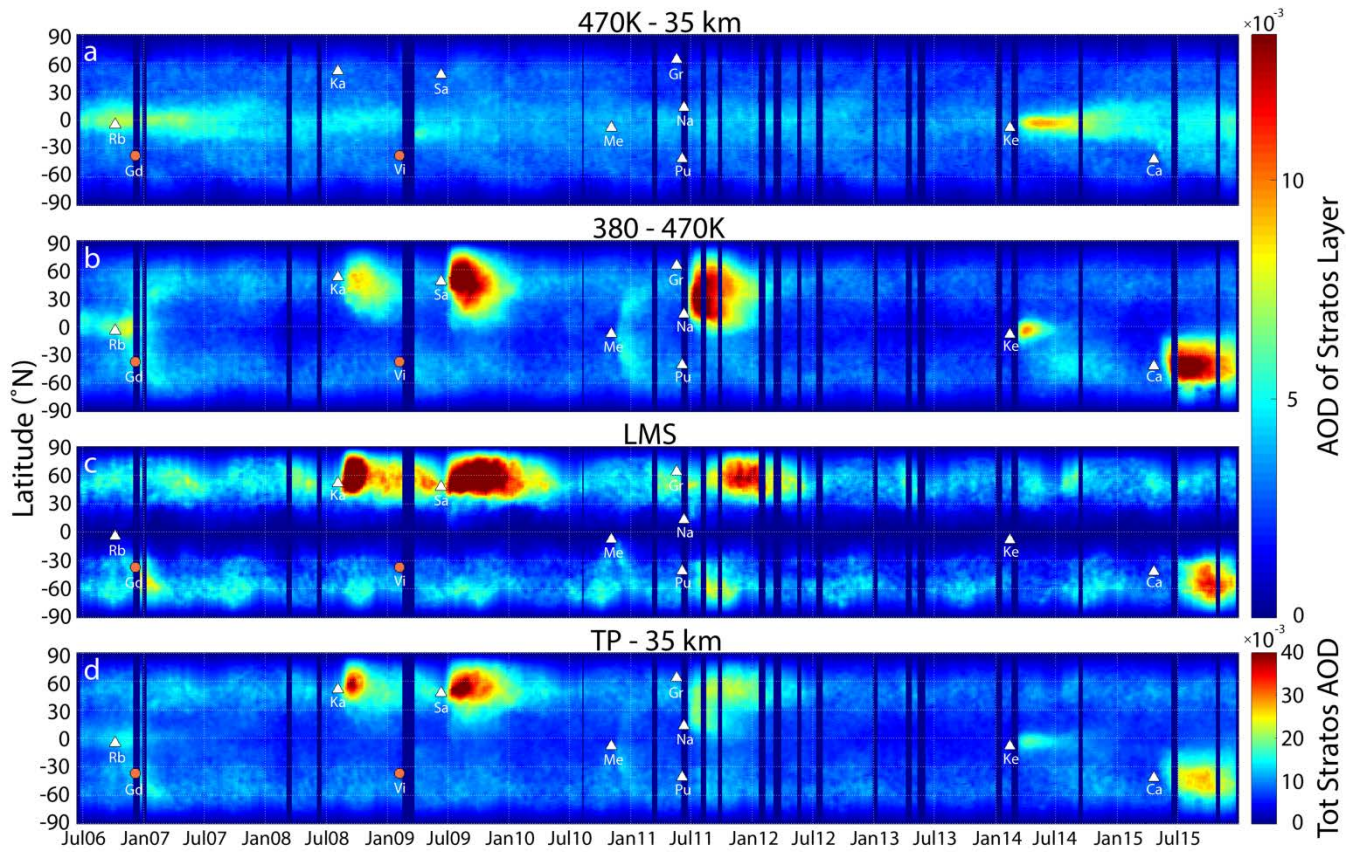 470K - 35 km
×10⁻³
90
a
60
30
0
-30
-60
-90
Rb
Gd
Ka
Vi
Sa
Me
Gr
Na
Pu
Ke
Ca
380 - 470K
90
b
60
30
0
-30
-60
-90
Rb
Gd
Ka
Vi
Sa
Me
Gr
Na
Pu
Ke
Ca
LMS
90
c
60
30
0
-30
-60
-90
Rb
Gd
Ka
Vi
Sa
Me
Gr
Na
Pu
Ke
Ca
TP - 35 km
90
d
60
30
0
-30
-60
-90
Rb
Gd
Ka
Vi
Sa
Me
Gr
Na
Pu
Ke
Ca
Latitude (°N)
Jul06 Jan07 Jul07 Jan08 Jul08 Jan09 Jul09 Jan10 Jul10 Jan11 Jul11 Jan12 Jul12 Jan13 Jul13 Jan14 Jul14 Jan15 Jul15
10
5
0
AOD of Stratos Layer
×10⁻³
40
30
20
10
0
Tot Stratos AOD